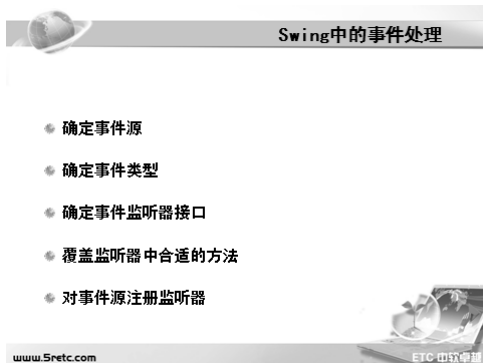 Swing中的事件处理
确定事件源
确定事件类型
确定事件监听器接口
覆盖监听器中合适的方法
对事件源注册监听器
www.5retc.com
ETC 中软卓越